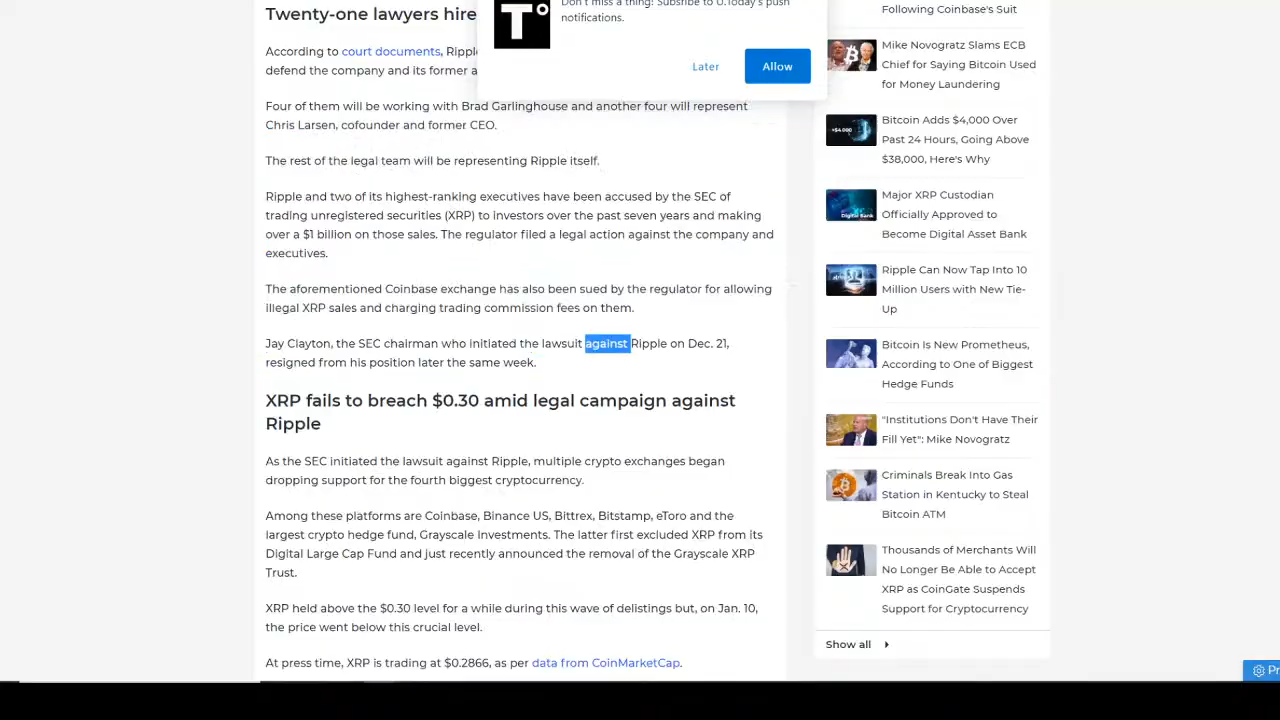 Twenty-one lawyers hire
Don't miss a thing! Subsribe to U.Today's push
notifications.
Later
Allow
According to court documents, Ripple
defend the company and its former a
Four of them will be working with Brad Garlinghouse and another four will represent
Chris Larsen, cofounder and former CEO.
The rest of the legal team will be representing Ripple itself.
Ripple and two of its highest-ranking executives have been accused by the SEC of
trading unregistered securities (XRP) to investors over the past seven years and making
over a $1 billion on those sales. The regulator filed a legal action against the company and
executives.
The aforementioned Coinbase exchange has also been sued by the regulator for allowing
illegal XRP sales and charging trading commission fees on them.
Jay Clayton, the SEC chairman who initiated the lawsuit against Ripple on Dec. 21,
resigned from his position later the same week.
XRP fails to breach $0.30 amid legal campaign against
Ripple
As the SEC initiated the lawsuit against Ripple, multiple crypto exchanges began
dropping support for the fourth biggest cryptocurrency.
Among these platforms are Coinbase, Binance US, Bittrex, Bitstamp, eToro and the
largest crypto hedge fund, Grayscale Investments. The latter first excluded XRP from its
Digital Large Cap Fund and just recently announced the removal of the Grayscale XRP
Trust.
XRP held above the $0.30 level for a while during this wave of delistings but, on Jan. 10,
the price went below this crucial level.
At press time, XRP is trading at $0.2866, as per data from CoinMarketCap.
Following Coinbase's Suit
Mike Novogratz Slams ECB
Chief for Saying Bitcoin Used
for Money Laundering
Bitcoin Adds $4,000 Over
Past 24 Hours, Going Above
$38,000, Here's Why
Major XRP Custodian
Officially Approved to
Become Digital Asset Bank
Ripple Can Now Tap Into 10
Million Users with New Tie-
Up
Bitcoin Is New Prometheus,
According to One of Biggest
Hedge Funds
"Institutions Don't Have Their
Fill Yet": Mike Novogratz
Criminals Break Into Gas
Station in Kentucky to Steal
Bitcoin ATM
Thousands of Merchants Will
No Longer Be Able to Accept
XRP as CoinGate Suspends
Support for Cryptocurrency
Show all
Pr